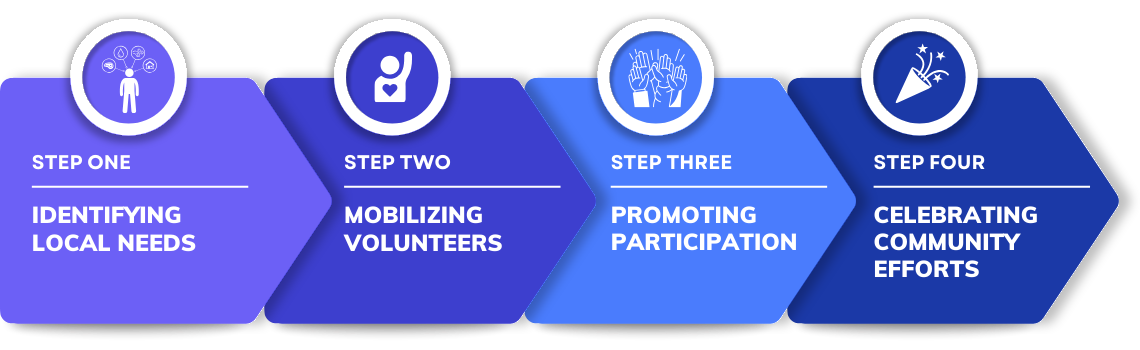 STEP ONE
IDENTIFYING
LOCAL NEEDS
STEP TWO
MOBILIZING
VOLUNTEERS
STEP THREE
PROMOTING
PARTICIPATION
STEP FOUR
CELEBRATING
COMMUNITY
EFFORTS